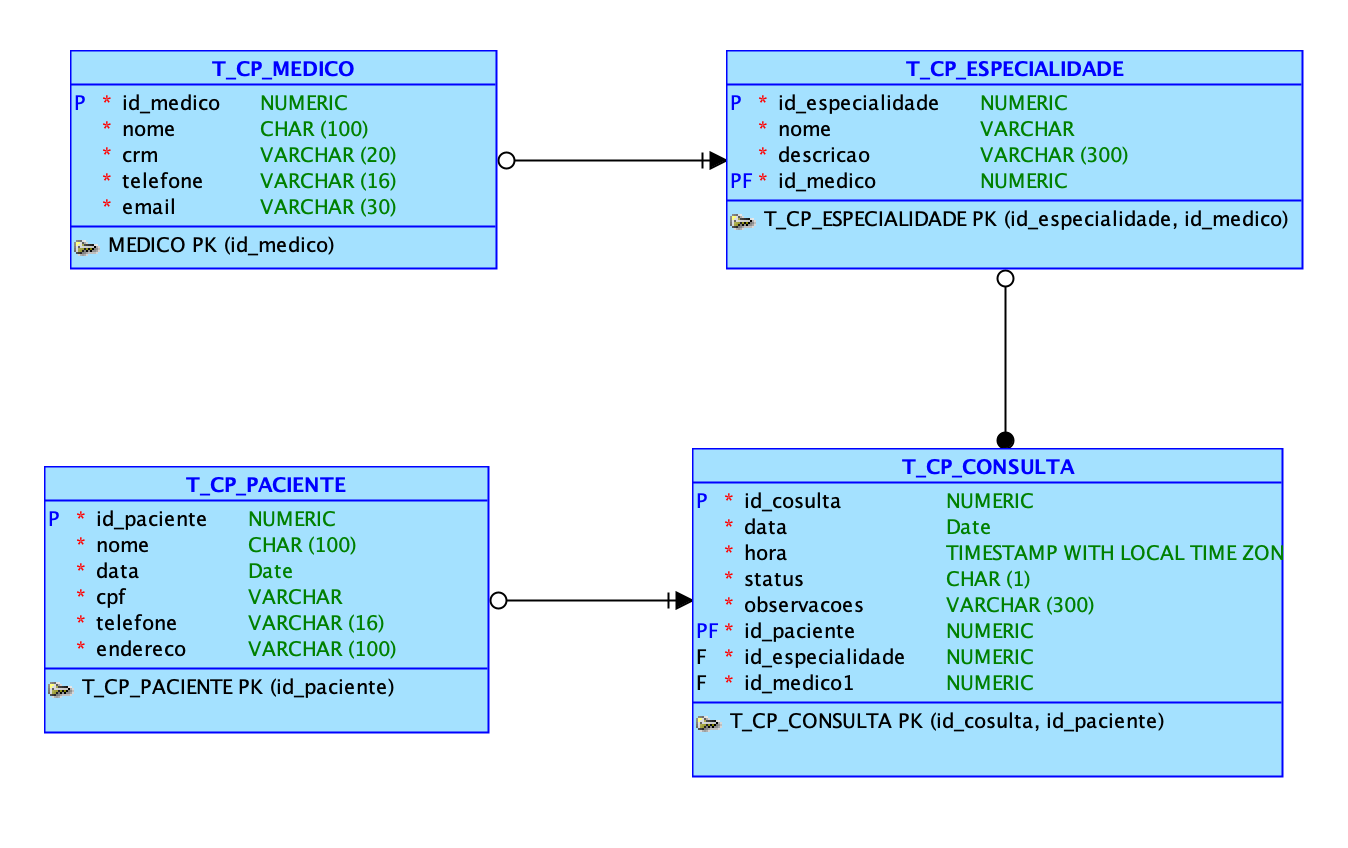 T_CP_MEDICO
P * id_medico NUMERIC
* nome CHAR (100)
* crm VARCHAR (20)
* telefone VARCHAR (16)
* email VARCHAR (30)
MEDICO PK (id_medico)
T_CP_ESPECIALIDADE
P * id_especialidade NUMERIC
* nome VARCHAR
* descricao VARCHAR (300)
PF * id_medico NUMERIC
T_CP_ESPECIALIDADE PK (id_especialidade, id_medico)
T_CP_PACIENTE
P * id_paciente NUMERIC
* nome CHAR (100)
* data Date
* cpf VARCHAR
* telefone VARCHAR (16)
* endereco VARCHAR (100)
T_CP_PACIENTE PK (id_paciente)
T_CP_CONSULTA
P * id_cosulta NUMERIC
* data Date
* hora TIMESTAMP WITH LOCAL TIME ZON
* status CHAR (1)
* observacoes VARCHAR (300)
PF * id_paciente NUMERIC
F * id_especialidade NUMERIC
F * id_medico1 NUMERIC
T_CP_CONSULTA PK (id_cosulta, id_paciente)